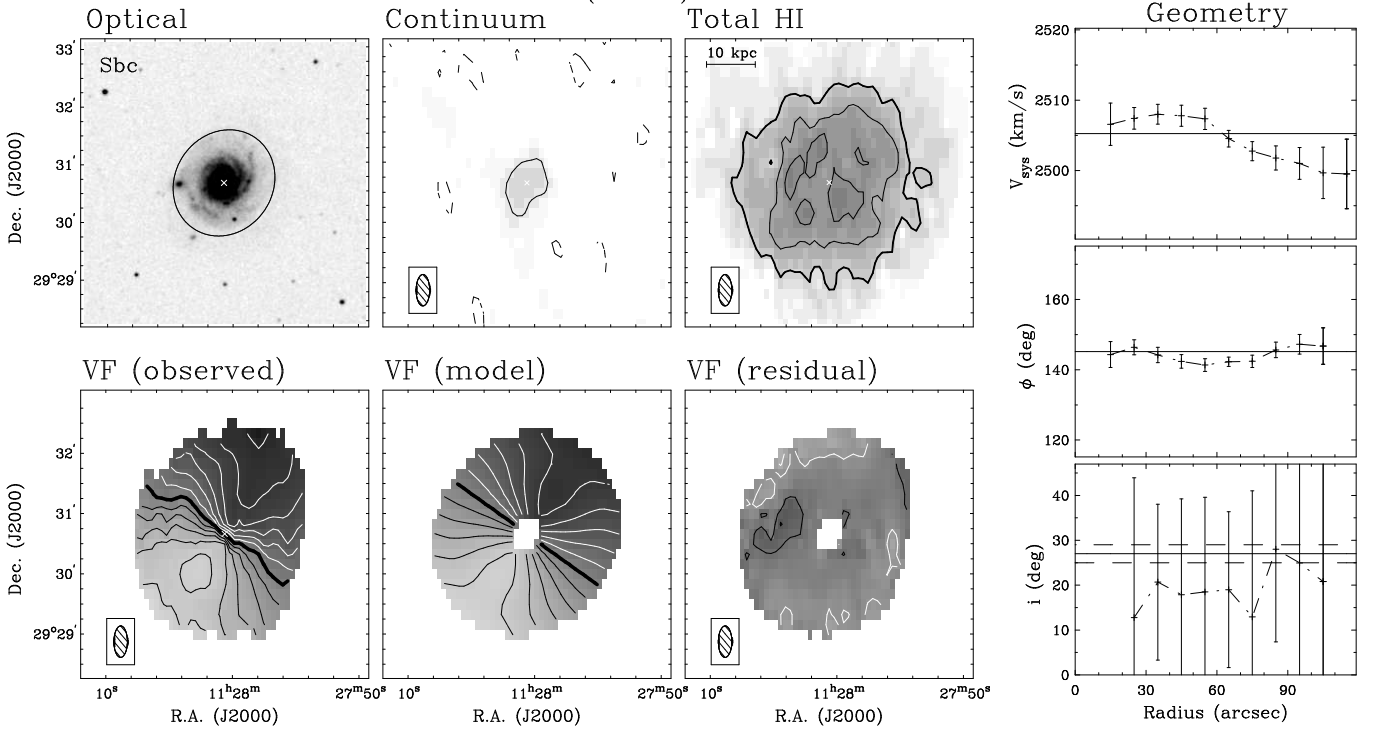 Optical
Continuum
Total HI
Geometry
Sbc
10 kpc
33′
32′
31′
30′
29°29′
Dec. (J2000)
2520
2510
2500
V_sys (km/s)
160
140
120
ϕ (deg)
VF (observed)
VF (model)
VF (residual)
32′
31′
30′
29°29′
Dec. (J2000)
10ˢ 11ʰ28ᵐ 27ᵐ50ˢ
10ˢ 11ʰ28ᵐ 27ᵐ50ˢ
10ˢ 11ʰ28ᵐ 27ᵐ50ˢ
R.A. (J2000)
R.A. (J2000)
R.A. (J2000)
40
30
20
10
0
i (deg)
0 30 60 90
Radius (arcsec)